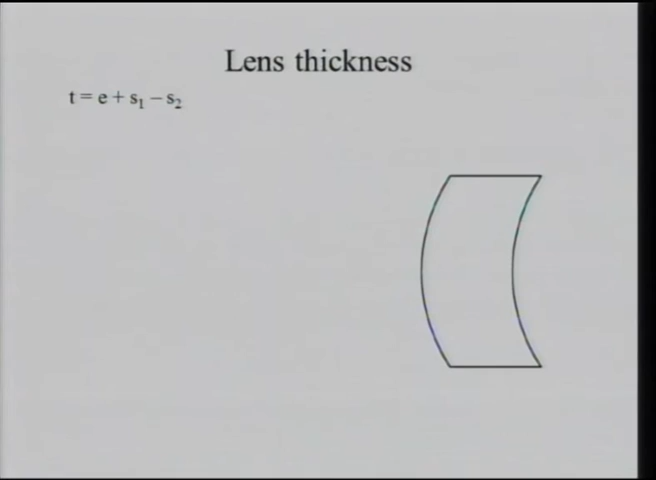 Lens thickness
t = e + s₁ – s₂